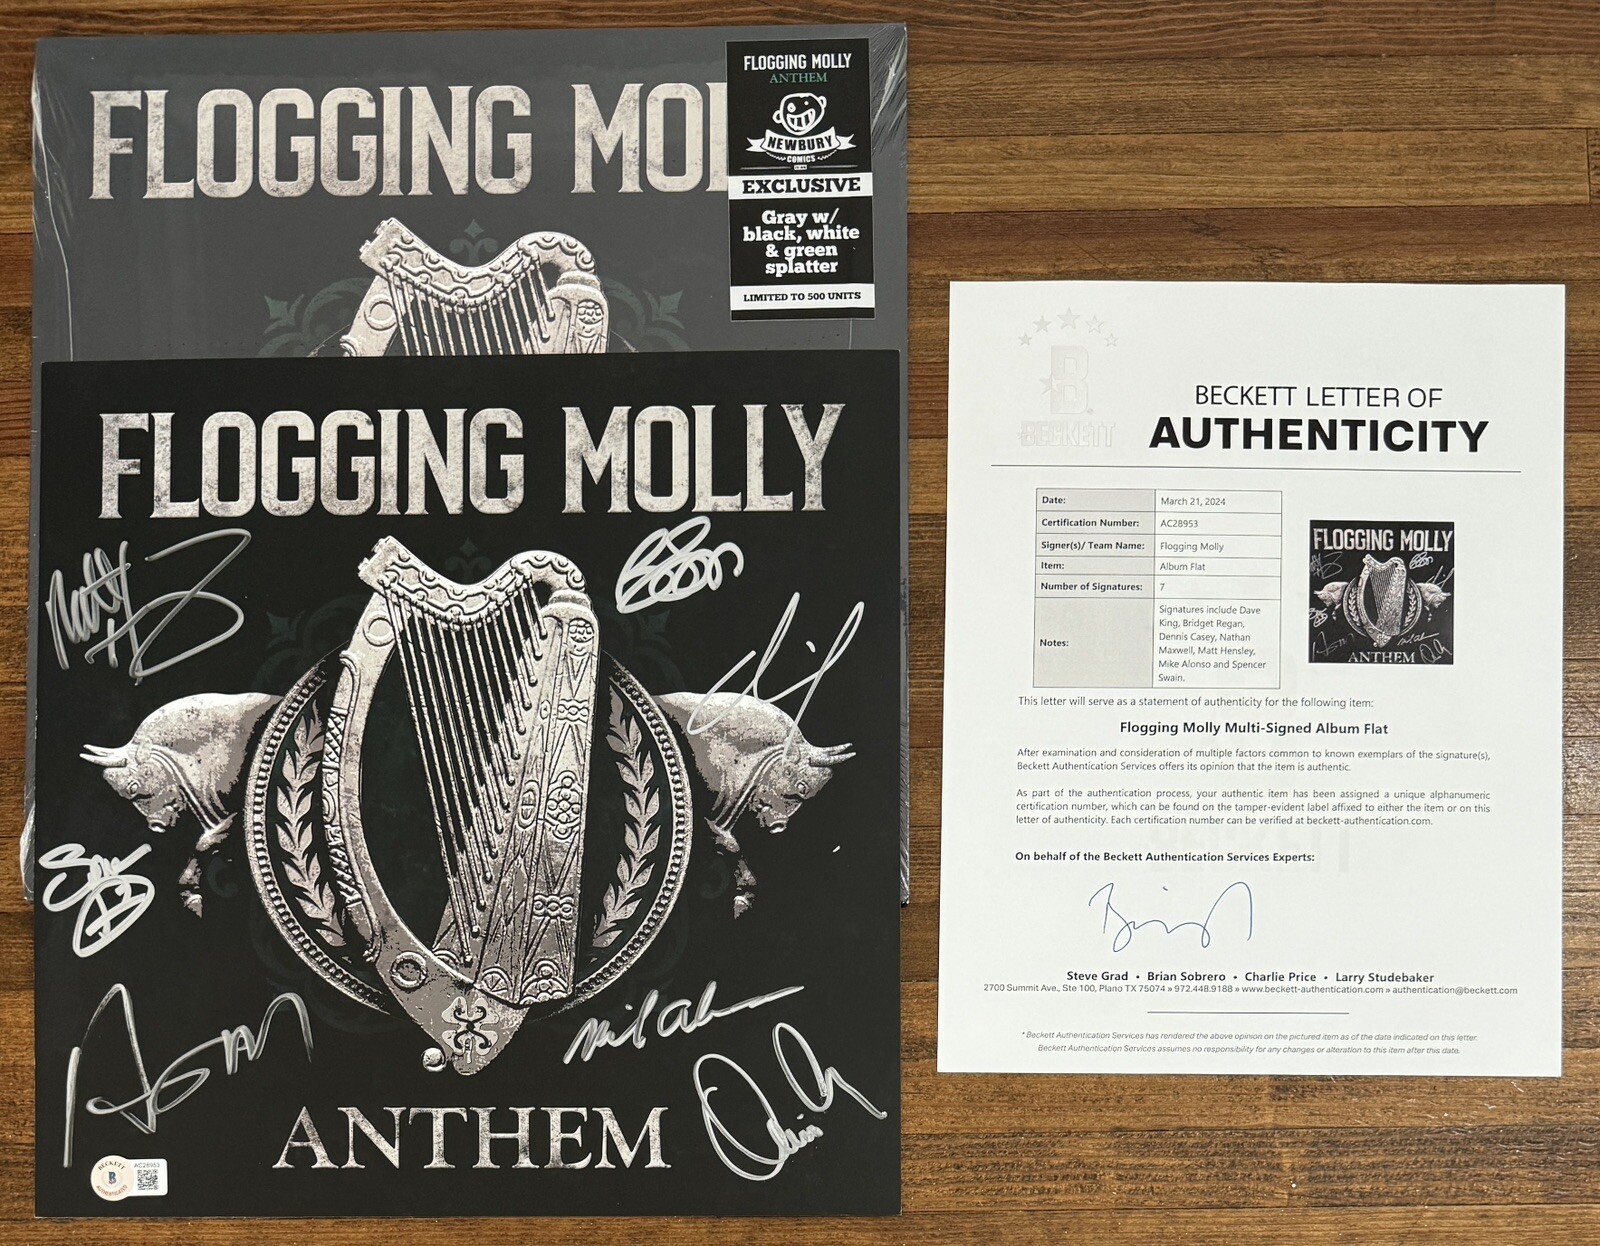 FLOGGING MOL
FLOGGING MOLLY
ANTHEM
NEWBURY
COMICS
EXCLUSIVE
Gray w/
black, white
& green
splatter
LIMITED TO 500 UNITS
FLOGGING MOLLY
ANTHEM
BECKETT
B
AUTHENTICATED
AC28953
B
BECKETT
BECKETT LETTER OF
AUTHENTICITY
Date: March 21, 2024
Certification Number: AC28953
Signer(s)/ Team Name: Flogging Molly
Item: Album Flat
Number of Signatures: 7
Notes:
Signatures include Dave
King, Bridget Regan,
Dennis Casey, Nathan
Maxwell, Matt Hensley,
Mike Alonso and Spencer
Swain.
FLOGGING MOLLY
ANTHEM
This letter will serve as a statement of authenticity for the following item:
Flogging Molly Multi-Signed Album Flat
After examination and consideration of multiple factors common to known exemplars of the signature(s),
Beckett Authentication Services offers its opinion that the item is authentic.
As part of the authentication process, your authentic item has been assigned a unique alphanumeric
certification number, which can be found on the tamper-evident label affixed to either the item or on this
letter of authenticity. Each certification number can be verified at beckett-authentication.com.
On behalf of the Beckett Authentication Services Experts:
Steve Grad • Brian Sobrero • Charlie Price • Larry Studebaker
2700 Summit Ave., Ste 100, Plano TX 75074 » 972.448.9188 » www.beckett-authentication.com » authentication@beckett.com
* Beckett Authentication Services has rendered the above opinion on the pictured item as of the date indicated on this letter.
Beckett Authentication Services assumes no responsibility for any changes or alteration to this item after this date.